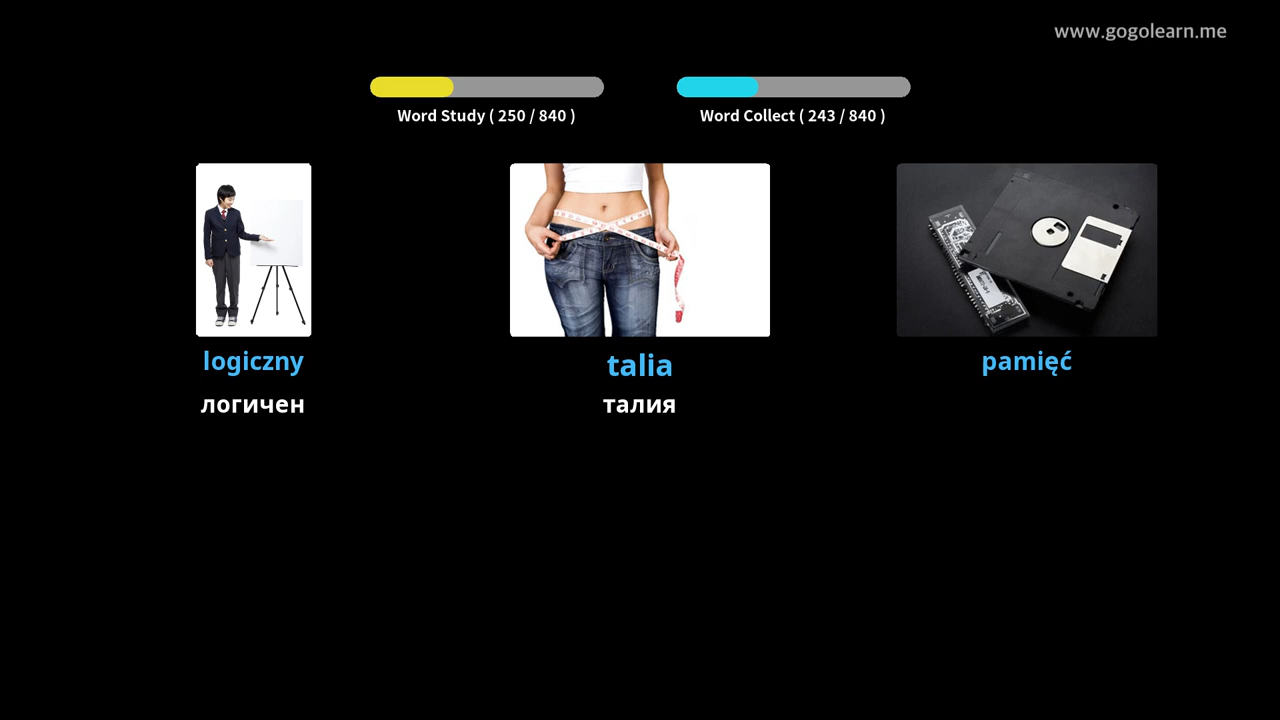 www.gogolearn.me
Word Study ( 250 / 840 )
Word Collect ( 243 / 840 )
logiczny
talia
pamięć
логичен
талия